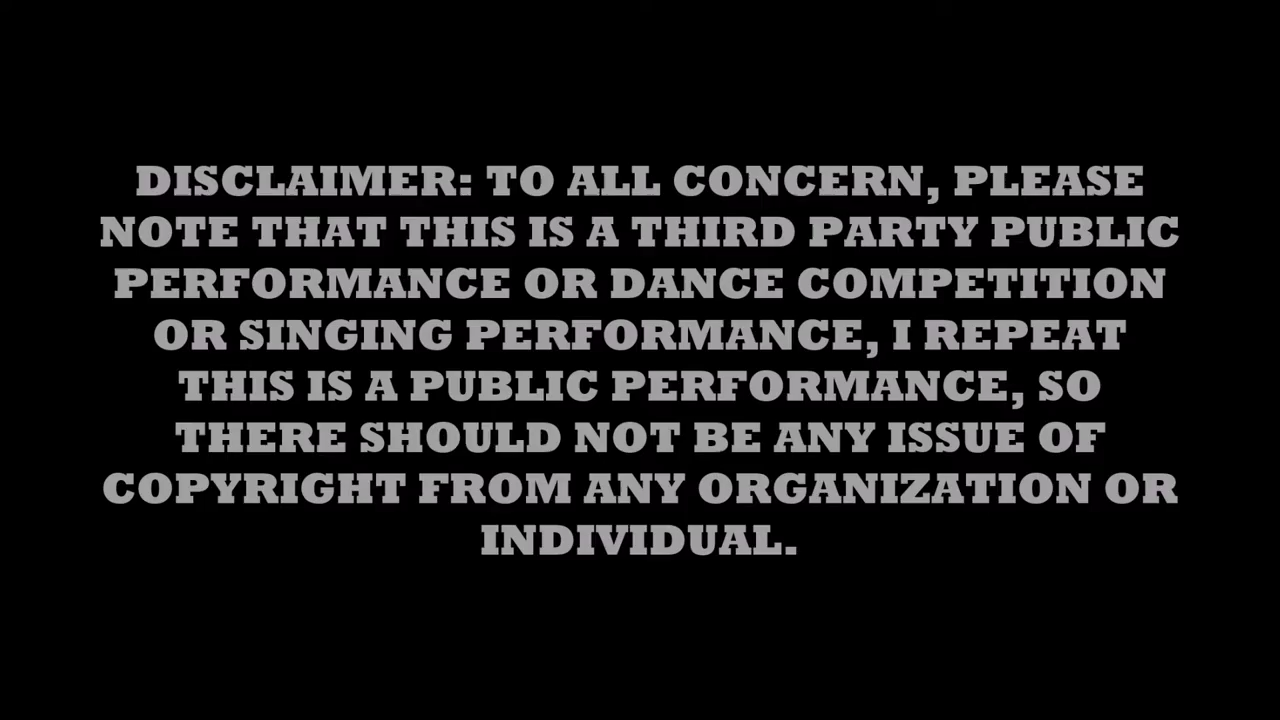 DISCLAIMER: TO ALL CONCERN, PLEASE
NOTE THAT THIS IS A THIRD PARTY PUBLIC
PERFORMANCE OR DANCE COMPETITION
OR SINGING PERFORMANCE, I REPEAT
THIS IS A PUBLIC PERFORMANCE, SO
THERE SHOULD NOT BE ANY ISSUE OF
COPYRIGHT FROM ANY ORGANIZATION OR
INDIVIDUAL.